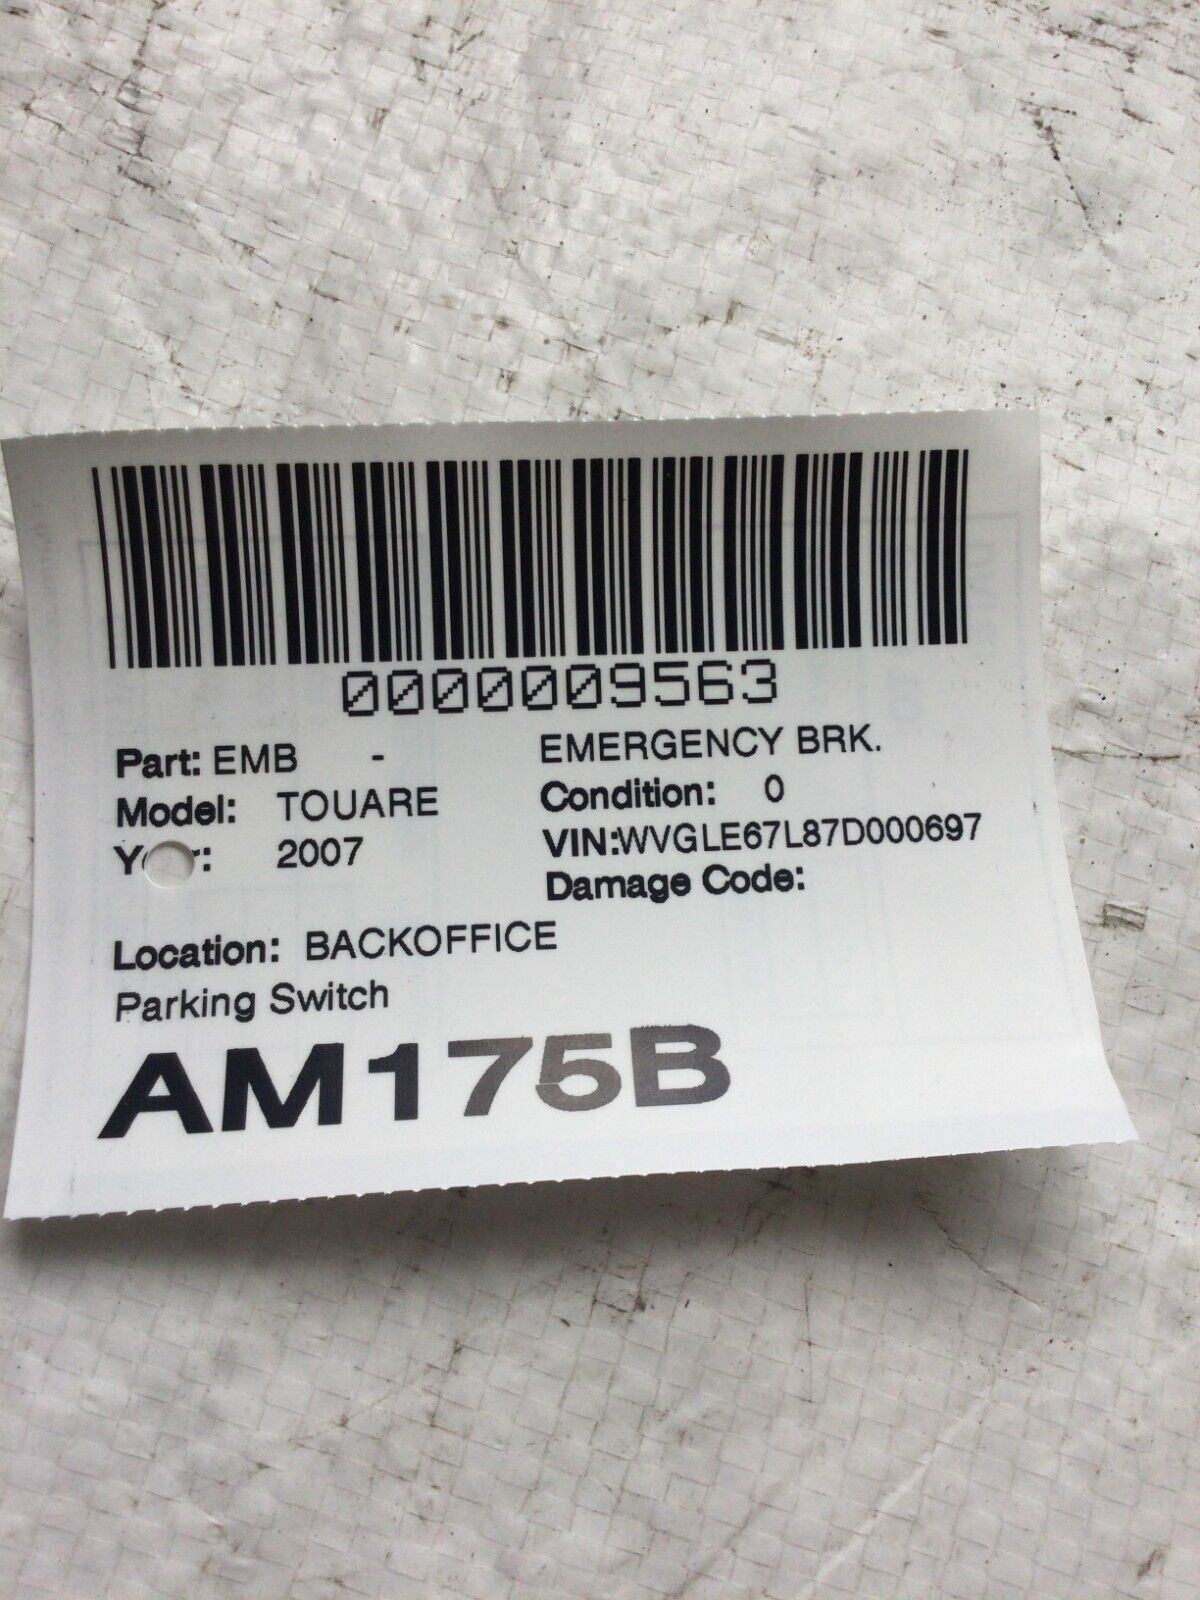 0000009563
Part: EMB - EMERGENCY BRK.
Model: TOUARE Condition: 0
2007 VIN:WVGLE67L87D000697
Damage Code:
Location: BACKOFFICE
Parking Switch
AM175B